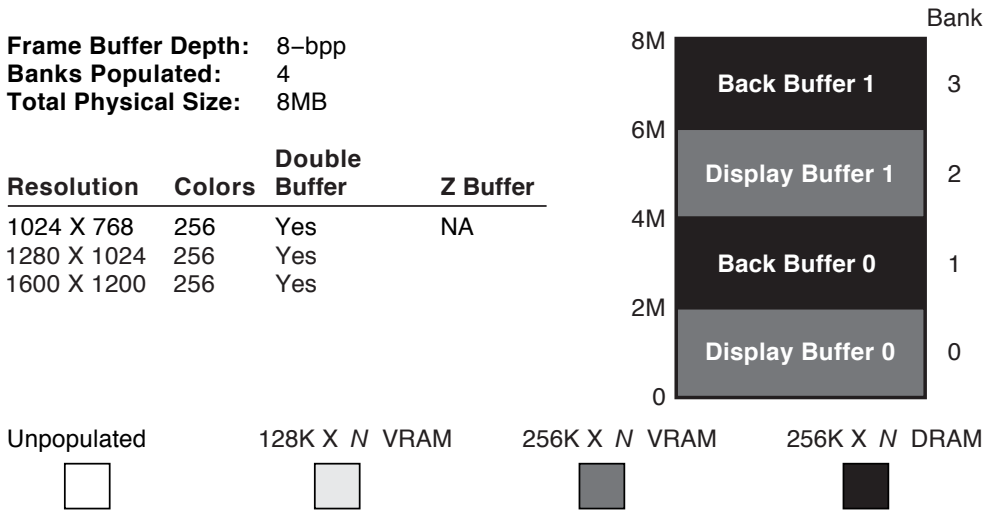 Frame Buffer Depth: 8–bpp
Banks Populated: 4
Total Physical Size: 8MB
Resolution Colors Double Buffer Z Buffer
1024 X 768 256 Yes NA
1280 X 1024 256 Yes
1600 X 1200 256 Yes
Bank
8M
Back Buffer 1 3
6M
Display Buffer 1 2
4M
Back Buffer 0 1
2M
Display Buffer 0 0
0
Unpopulated 128K X N VRAM 256K X N VRAM 256K X N DRAM